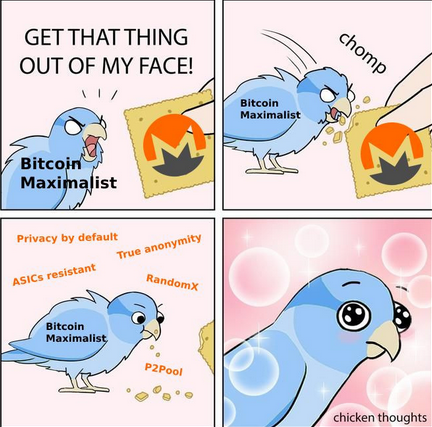 GET THAT THING
OUT OF MY FACE!
Bitcoin
Maximalist
chomp
Bitcoin
Maximalist
Privacy by default
True anonymity
ASICs resistant
RandomX
Bitcoin
Maximalist
P2Pool
chicken thoughts